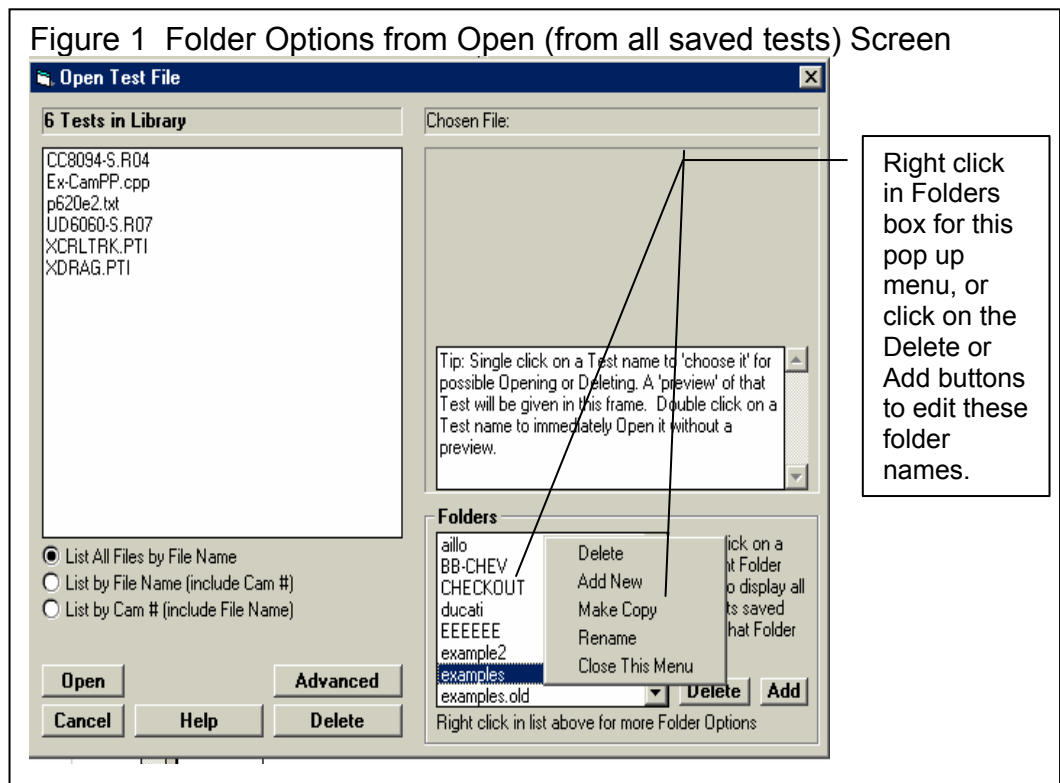 Figure 1 Folder Options from Open (from all saved tests) Screen
Open Test File
6 Tests in Library
Chosen File:
CC8094-S.R04
Ex-CamPP.cpp
p620e2.txt
UD6060-S.R07
XCRLTRK.PTI
XDRAG.PTI
Tip: Single click on a Test name to 'choose it' for
possible Opening or Deleting. A 'preview' of that
Test will be given in this frame. Double click on a
Test name to immediately Open it without a
preview.
List All Files by File Name
List by File Name (include Cam #)
List by Cam # (include File Name)
Open
Advanced
Cancel
Help
Delete
Folders
aillo
BB-CHEV
CHECKOUT
ducati
EEEEEE
example2
examples
examples.old
Delete
Add New
Make Copy
Rename
Close This Menu
on a
Folder
display all
saved
Folder
Delete
Add
Right click in list above for more Folder Options
Right click
in Folders
box for this
pop up
menu, or
click on the
Delete or
Add buttons
to edit these
folder
names.